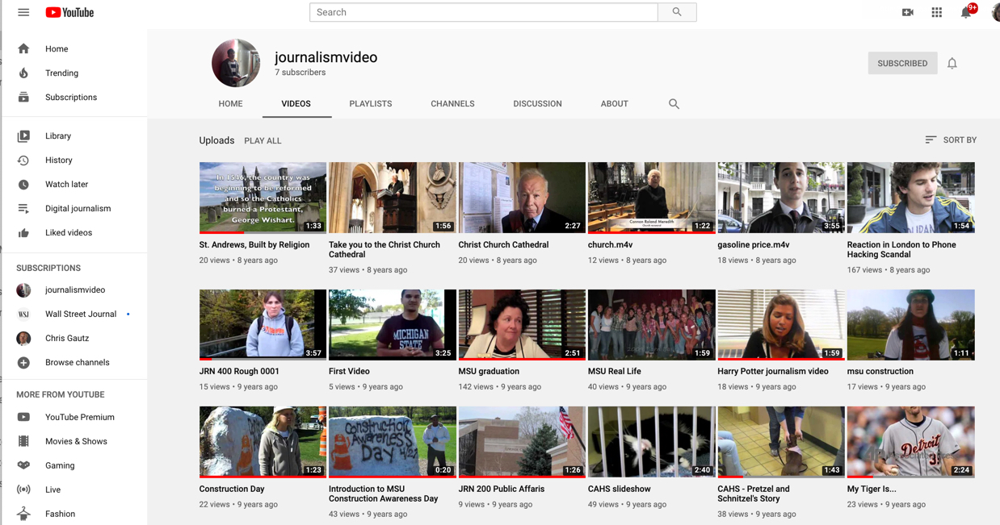 YouTube
Search
9+
Home
Trending
Subscriptions
Library
History
Watch later
Digital journalism
Liked videos
SUBSCRIPTIONS
journalismvideo
WSJ
Wall Street Journal
Chris Gautz
Browse channels
MORE FROM YOUTUBE
YouTube Premium
Movies & Shows
Gaming
Live
Fashion
journalismvideo
7 subscribers
SUBSCRIBED
HOME VIDEOS PLAYLISTS CHANNELS DISCUSSION ABOUT
Uploads PLAY ALL
SORT BY
In 1546, the country was
beginning to be reformed
and so the Catholics
burned a Protestant,
George Wishart.
1:33
St. Andrews, Built by Religion
20 views • 8 years ago
1:56
Take you to the Christ Church
Cathedral
37 views • 8 years ago
2:27
Christ Church Cathedral
20 views • 8 years ago
Cannon Roland Meredith
1:22
church.m4v
12 views • 8 years ago
3:55
gasoline price.m4v
18 views • 8 years ago
1:54
Reaction in London to Phone
Hacking Scandal
167 views • 8 years ago
3:57
JRN 400 Rough 0001
15 views • 9 years ago
MICHIGAN
STATE
3:25
First Video
5 views • 9 years ago
2:51
MSU graduation
142 views • 9 years ago
1:59
MSU Real Life
40 views • 9 years ago
1:59
Harry Potter journalism video
18 views • 9 years ago
1:11
msu construction
17 views • 9 years ago
1:23
Construction Day
22 views • 9 years ago
Construction
Awareness
Day
4/22
0:20
Introduction to MSU
Construction Awareness Day
43 views • 9 years ago
1:26
JRN 200 Public Affaris
9 views • 9 years ago
2:40
CAHS slideshow
49 views • 9 years ago
1:43
CAHS - Pretzel and
Schnitzel's Story
38 views • 9 years ago
Detroit
2:24
My Tiger Is...
23 views • 9 years ago